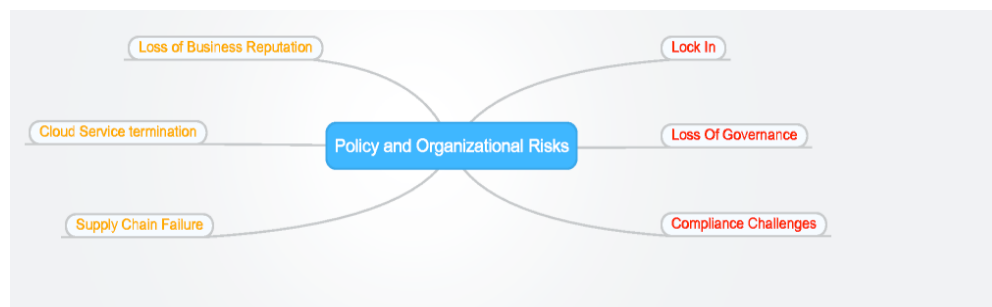 Loss of Business Reputation
Lock In
Cloud Service termination
Policy and Organizational Risks
Loss Of Governance
Supply Chain Failure
Compliance Challenges